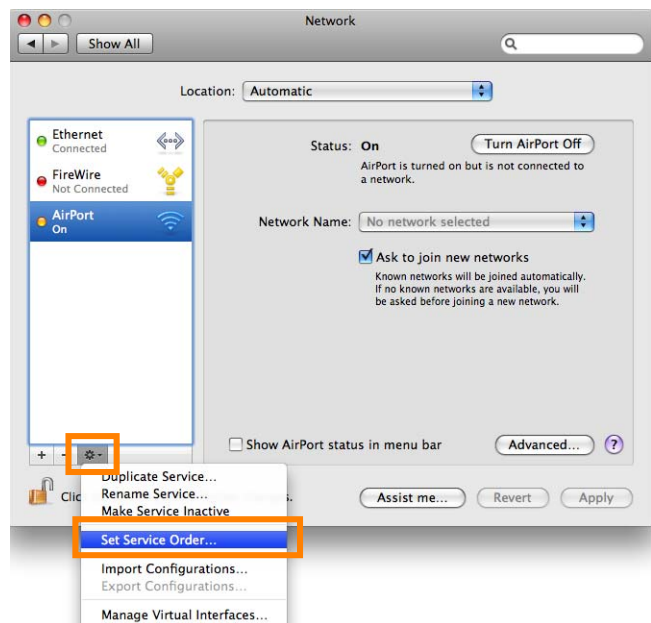 Network
Show All
Location: Automatic
Ethernet
Connected
FireWire
Not Connected
AirPort
On
Status: On
Turn AirPort Off
AirPort is turned on but is not connected to
a network.
Network Name: No network selected
Ask to join new networks
Known networks will be joined automatically.
If no known networks are available, you will
be asked before joining a new network.
+ -
Show AirPort status in menu bar
Advanced... ?
Assist me... Revert Apply
Duplicate Service...
Rename Service...
Make Service Inactive
Set Service Order...
Import Configurations...
Export Configurations...
Manage Virtual Interfaces...